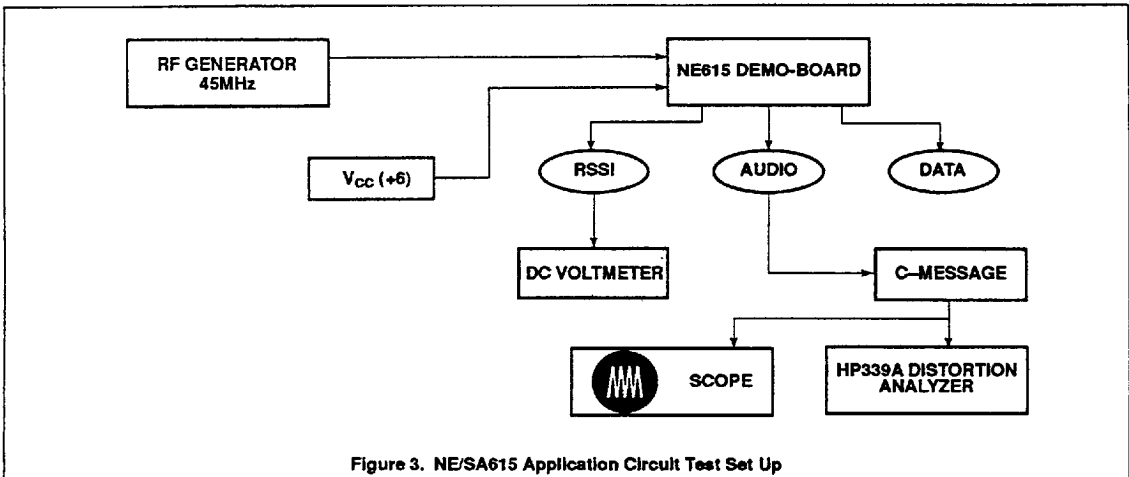 RF GENERATOR
45MHz
NE615 DEMO-BOARD
VCC (+6)
RSSI
AUDIO
DATA
DC VOLTMETER
C–MESSAGE
SCOPE
HP339A DISTORTION
ANALYZER
Figure 3. NE/SA615 Application Circuit Test Set Up